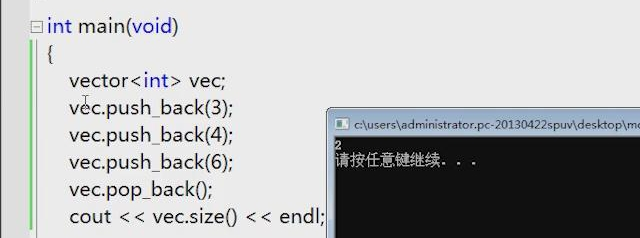 int main(void)
{
vector<int> vec;
vec.push_back(3);
vec.push_back(4);
vec.push_back(6);
vec.pop_back();
cout << vec.size() << endl;
c:\users\administrator.pc-20130422spuv\desktop\mo
2
请按任意键继续. . .